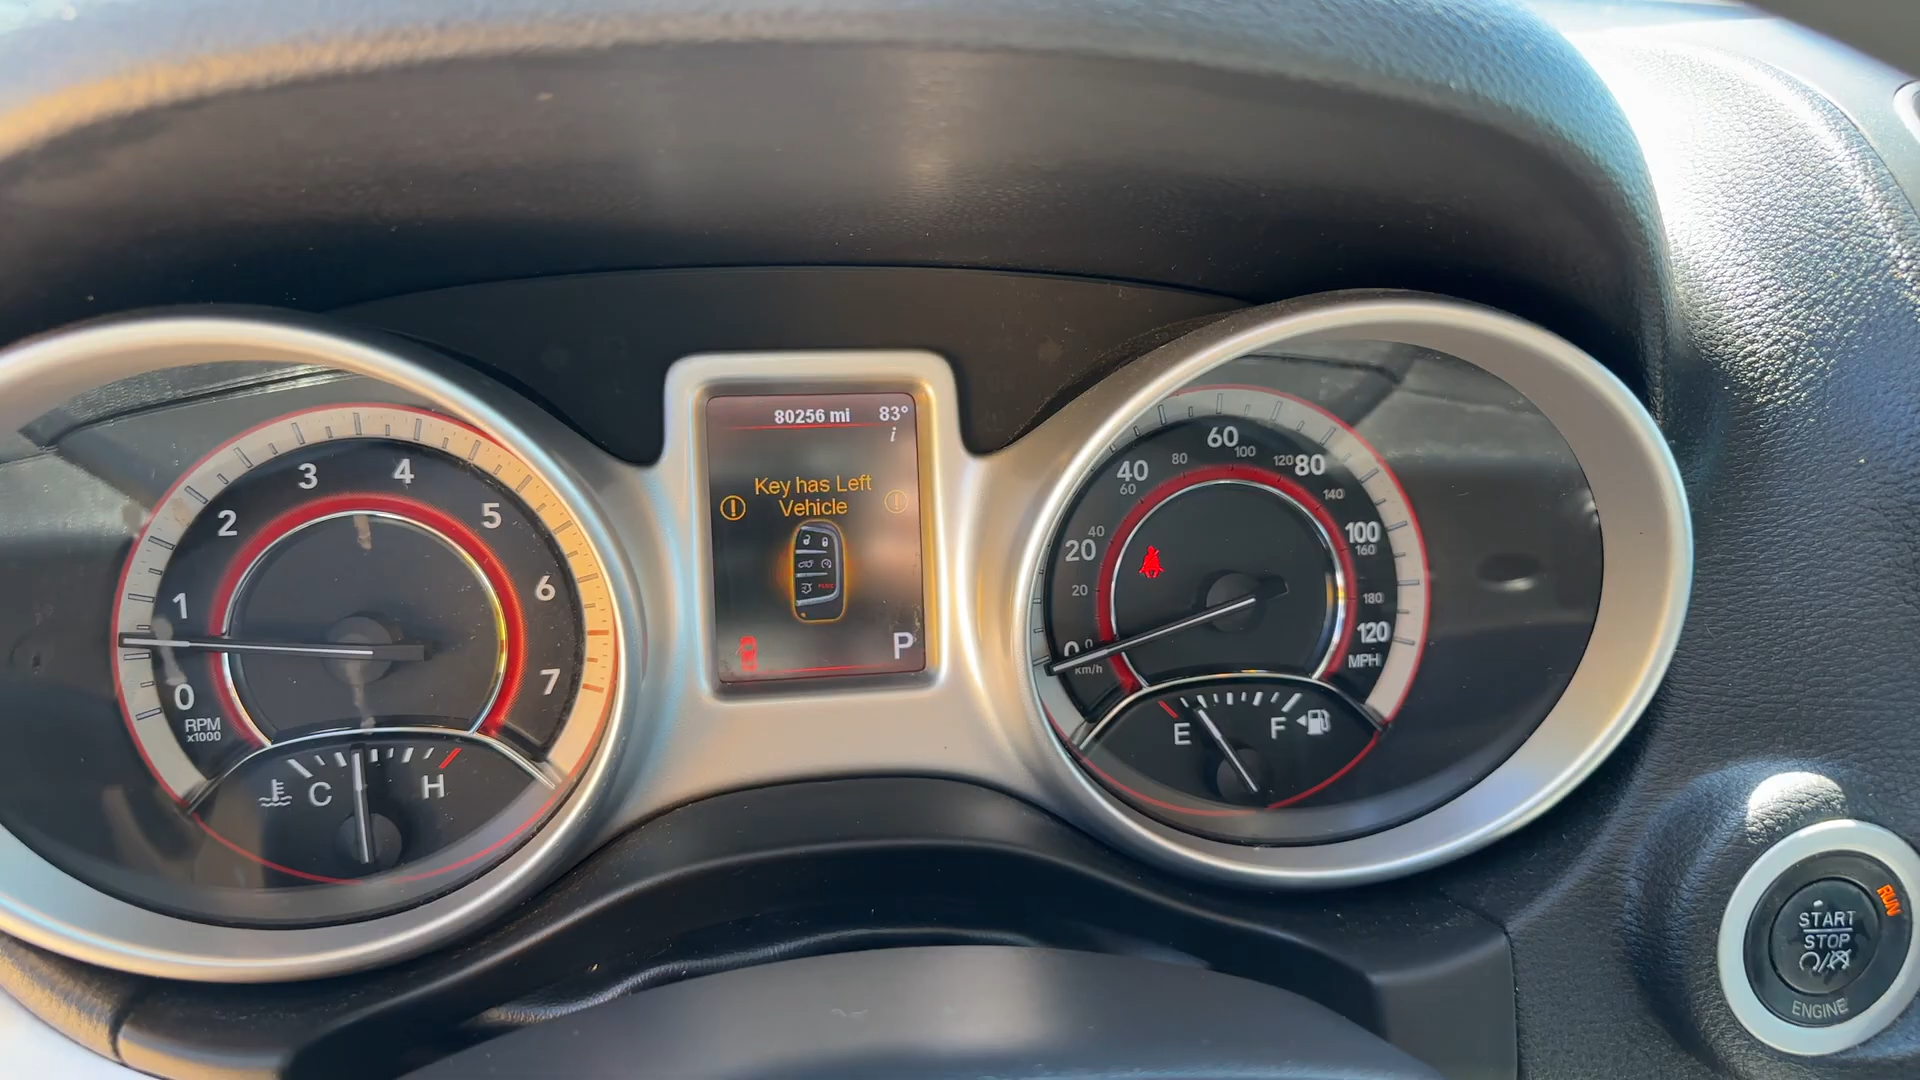 0
1
2
3
4
5
6
7
RPM
x1000
C
H
80256 mi 83°
i
Key has Left
Vehicle
P
0
20
40
60
80
100
120
MPH
0
20
40
60
80
100
120
140
160
180
km/h
E
F
RUN
START
STOP
ENGINE